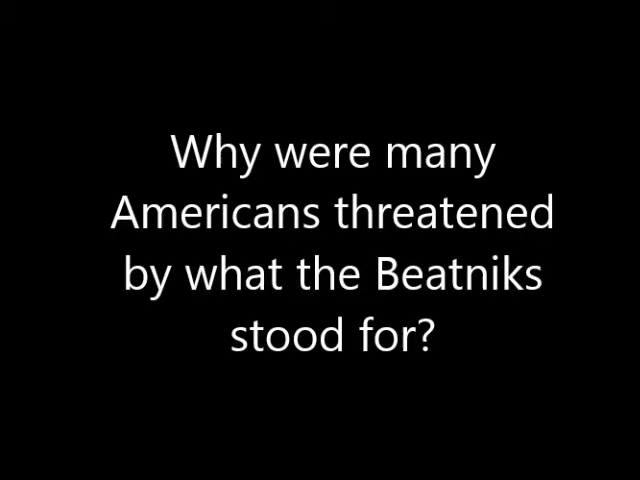 Why were many
Americans threatened
by what the Beatniks
stood for?